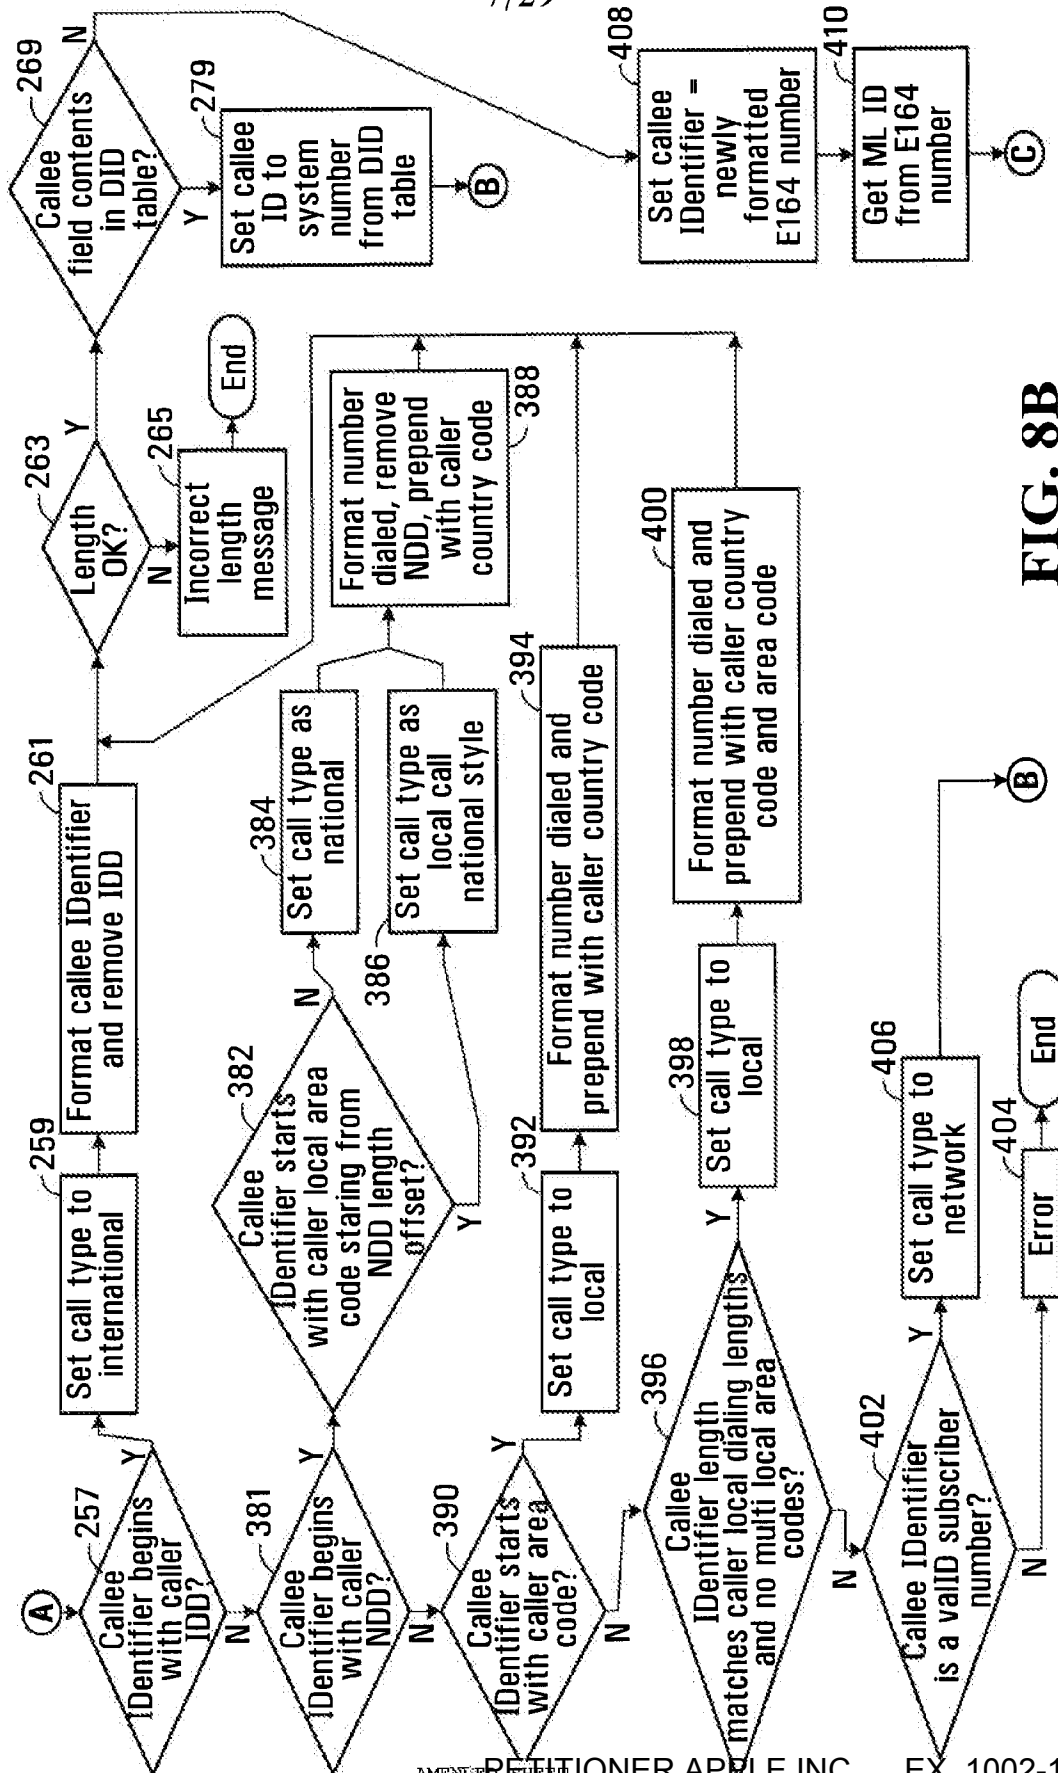 A
257
Callee
IDentifier begins
with caller
IDD?
Y
N
259
Set call type to
international
261
Format callee IDentifier
and remove IDD
263
Length
OK?
Y
N
265
Incorrect
length
message
End
269
Callee
field contents
in DID
table?
N
Y
279
Set callee
ID to
system
number
from DID
table
B
381
Callee
IDentifier begins
with caller
NDD?
Y
N
382
Callee
IDentifier starts
with caller local area
code staring from
NDD length
offset?
N
Y
384
Set call type as
national
386
Set call type as
local call
national style
Format number
dialed, remove
NDD, prepend
with caller
country code
388
390
Callee
IDentifier starts
with caller area
code?
Y
N
392
Set call type to
local
394
Format number dialed and
prepend with caller country code
396
Callee
IDentifier length
matches caller local dialing lengths
and no multi local area
codes?
Y
N
398
Set call type to
local
400
Format number dialed and
prepend with caller country
code and area code
402
Callee IDentifier
is a valID subscriber
number?
Y
N
406
Set call type to
network
B
404
Error
End
408
Set callee
IDentifier =
newly
formatted
E164 number
410
Get ML ID
from E164
number
C
FIG. 8B
PETITIONER APPLE INC. EX. 1002-1